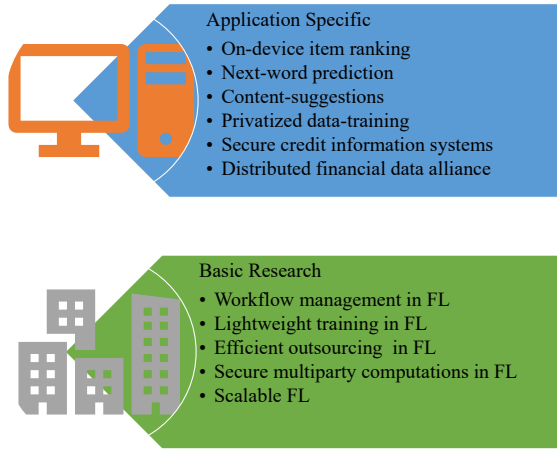 Application Specific
• On-device item ranking
• Next-word prediction
• Content-suggestions
• Privatized data-training
• Secure credit information systems
• Distributed financial data alliance
Basic Research
• Workflow management in FL
• Lightweight training in FL
• Efficient outsourcing in FL
• Secure multiparty computations in FL
• Scalable FL